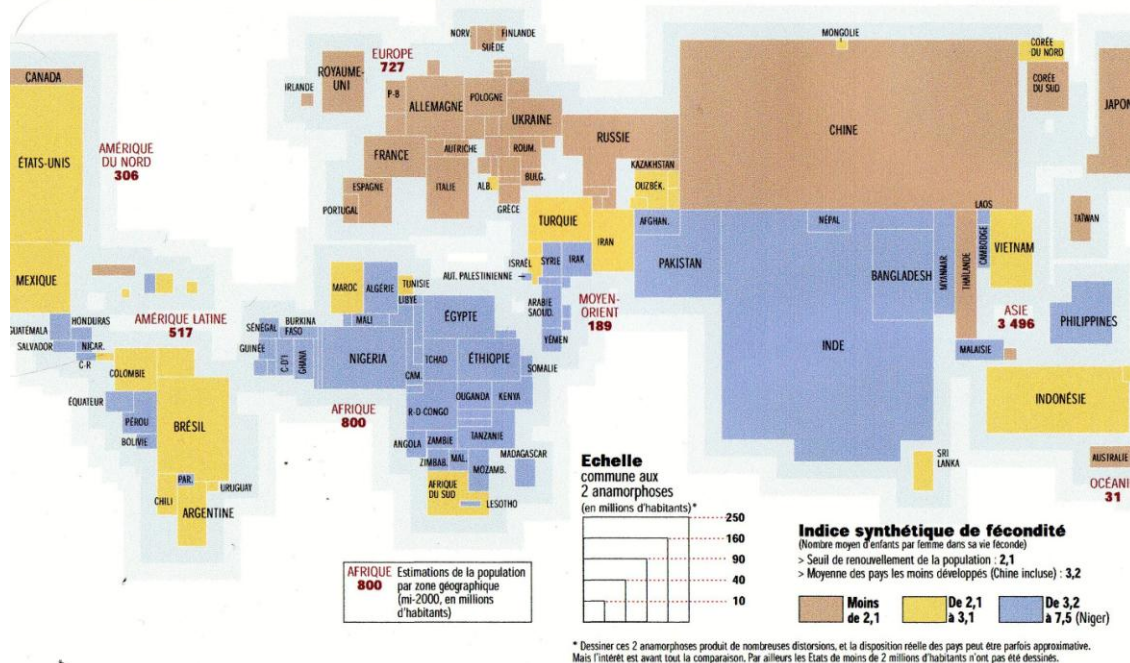 CANADA
ÉTATS-UNIS
AMÉRIQUE
DU NORD
306
MEXIQUE
GUATÉMALA
HONDURAS
SALVADOR
NICAR.
C-R
AMÉRIQUE LATINE
517
COLOMBIE
ÉQUATEUR
PÉROU
BRÉSIL
BOLIVIE
PAR.
CHILI
URUGUAY
ARGENTINE
EUROPE
727
NORV.
FINLANDE
SUÈDE
IRLANDE
ROYAUME-
UNI
P-B
ALLEMAGNE
POLOGNE
UKRAINE
FRANCE
AUTRICHE
ROUM.
ESPAGNE
ITALIE
ALB.
BULG.
PORTUGAL
GRÈCE
RUSSIE
KAZAKHSTAN
OUZBÉK.
TURQUIE
IRAN
AFGHAN.
ISRAËL
SYRIE
IRAK
AUT. PALESTINIENNE
ARABIE
SAOUD.
YÉMEN
MOYEN-
ORIENT
189
MAROC
ALGÉRIE
TUNISIE
LIBYE
SÉNÉGAL
BURKINA
FASO
MALI
ÉGYPTE
GUINÉE
C-D'I
GHANA
NIGERIA
TCHAD
ÉTHIOPIE
CAM.
SOMALIE
OUGANDA
KENYA
R-D CONGO
AFRIQUE
800
ANGOLA
ZAMBIE
TANZANIE
ZIMBAB.
MAL.
MOZAMB.
MADAGASCAR
AFRIQUE
DU SUD
LESOTHO
MONGOLIE
CORÉE
DU NORD
CORÉE
DU SUD
JAPON
CHINE
PAKISTAN
NÉPAL
BANGLADESH
MYANMAR
THAÏLANDE
LAOS
CAMBODGE
VIETNAM
TAÏWAN
INDE
ASIE
3 496
PHILIPPINES
MALAISIE
INDONÉSIE
SRI
LANKA
AUSTRALIE
OCÉANI
31
Echelle
commune aux
2 anamorphoses
(en millions d'habitants)*
250
160
90
40
10
AFRIQUE
800
Estimations de la population
par zone géographique
(mi-2000, en millions
d'habitants)
Indice synthétique de fécondité
(Nombre moyen d'enfants par femme dans sa vie féconde)
> Seuil de renouvellement de la population : 2,1
> Moyenne des pays les moins développés (Chine incluse) : 3,2
Moins
de 2,1
De 2,1
à 3,1
De 3,2
à 7,5 (Niger)
* Dessiner ces 2 anamorphoses produit de nombreuses distorsions, et la disposition réelle des pays peut être parfois approximative.
Mais l'intérêt est avant tout la comparaison. Par ailleurs les Etats de moins de 2 millions d'habitants n'ont pas été dessinés.